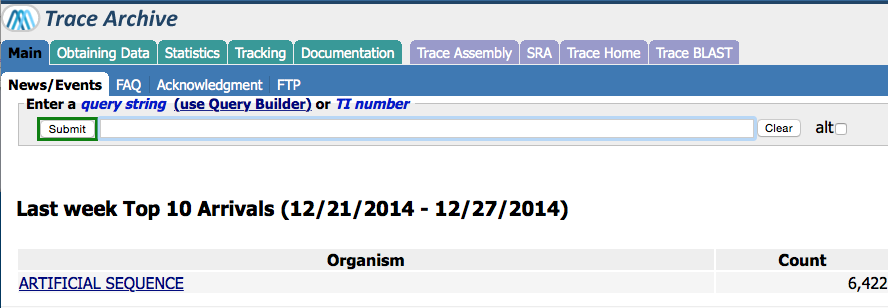 Trace Archive
Main Obtaining Data Statistics Tracking Documentation Trace Assembly SRA Trace Home Trace BLAST
News/Events FAQ Acknowledgment FTP
Enter a query string (use Query Builder) or TI number
Submit Clear alt
Last week Top 10 Arrivals (12/21/2014 - 12/27/2014)
Organism Count
ARTIFICIAL SEQUENCE 6,422